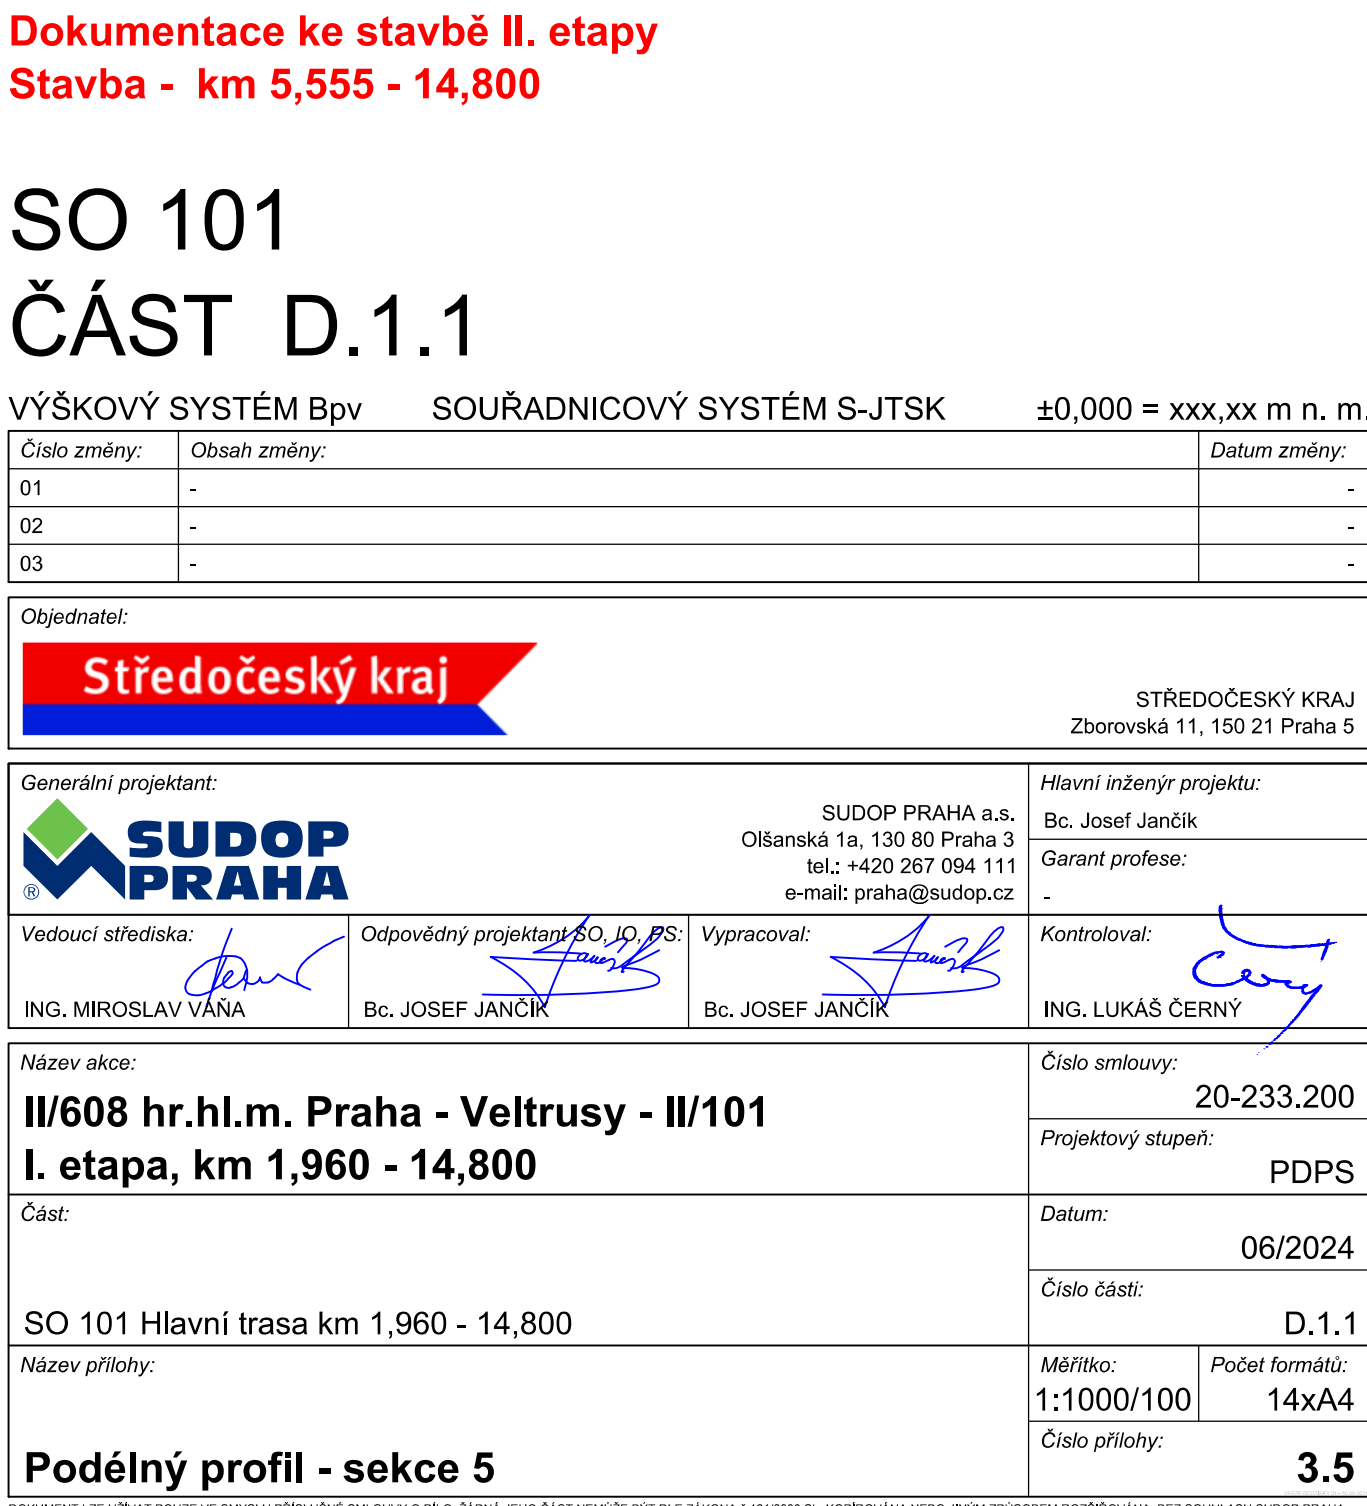 Dokumentace ke stavbě II. etapy
Stavba - km 5,555 - 14,800
SO 101
ČÁST D.1.1
VÝŠKOVÝ SYSTÉM Bpv SOUŘADNICOVÝ SYSTÉM S-JTSK ±0,000 = xxx,xx m n. m.
Číslo změny: Obsah změny: Datum změny:
01 - -
02 - -
03 - -
Objednatel:
Středočeský kraj
STŘEDOČESKÝ KRAJ
Zborovská 11, 150 21 Praha 5
Generální projektant:
SUDOP
PRAHA
®
SUDOP PRAHA a.s.
Olšanská 1a, 130 80 Praha 3
tel.: +420 267 094 111
e-mail: praha@sudop.cz
Hlavní inženýr projektu:
Bc. Josef Jančík
Garant profese:
-
Vedoucí střediska:
ING. MIROSLAV VÁŇA
Odpovědný projektant SO, IO, PS:
Bc. JOSEF JANČÍK
Vypracoval:
Bc. JOSEF JANČÍK
Kontroloval:
Černý
ING. LUKÁŠ ČERNÝ
Název akce:
II/608 hr.hl.m. Praha - Veltrusy - II/101
I. etapa, km 1,960 - 14,800
Číslo smlouvy:
20-233.200
Projektový stupeň:
PDPS
Část:
SO 101 Hlavní trasa km 1,960 - 14,800
Datum:
06/2024
Číslo části:
D.1.1
Název přílohy:
Podélný profil - sekce 5
Měřítko:
1:1000/100
Počet formátů:
14xA4
Číslo přílohy:
3.5